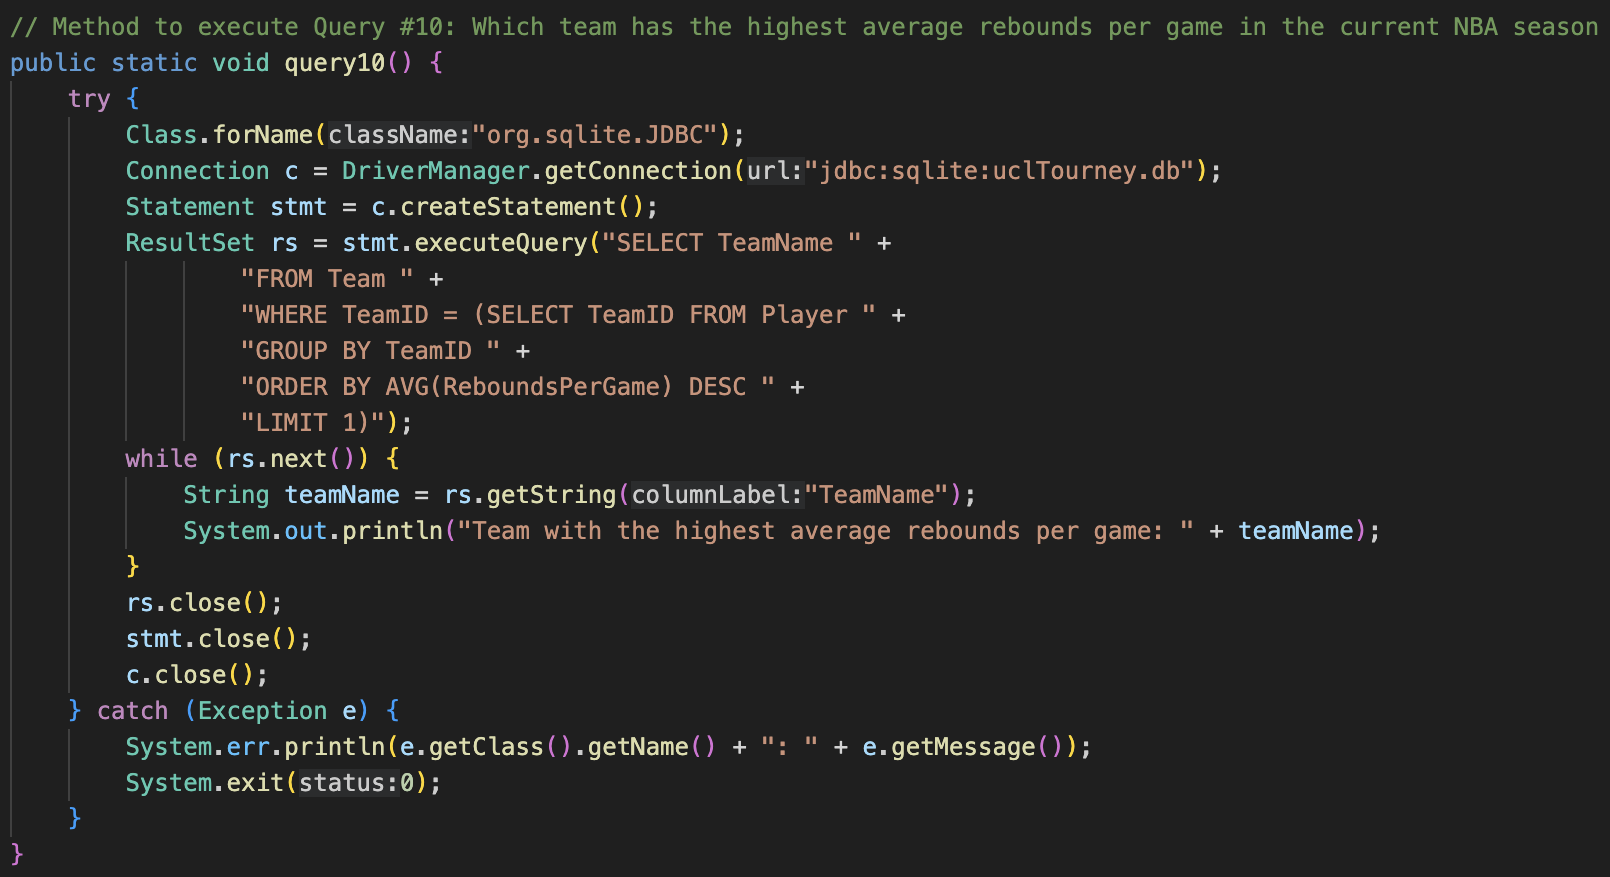 // Method to execute Query #10: Which team has the highest average rebounds per game in the current NBA season
public static void query10() {
    try {
        Class.forName(className:"org.sqlite.JDBC");
        Connection c = DriverManager.getConnection(url:"jdbc:sqlite:uclTourney.db");
        Statement stmt = c.createStatement();
        ResultSet rs = stmt.executeQuery("SELECT TeamName " +
                "FROM Team " +
                "WHERE TeamID = (SELECT TeamID FROM Player " +
                "GROUP BY TeamID " +
                "ORDER BY AVG(ReboundsPerGame) DESC " +
                "LIMIT 1)");
        while (rs.next()) {
            String teamName = rs.getString(columnLabel:"TeamName");
            System.out.println("Team with the highest average rebounds per game: " + teamName);
        }
        rs.close();
        stmt.close();
        c.close();
    } catch (Exception e) {
        System.err.println(e.getClass().getName() + ": " + e.getMessage());
        System.exit(status:0);
    }
}